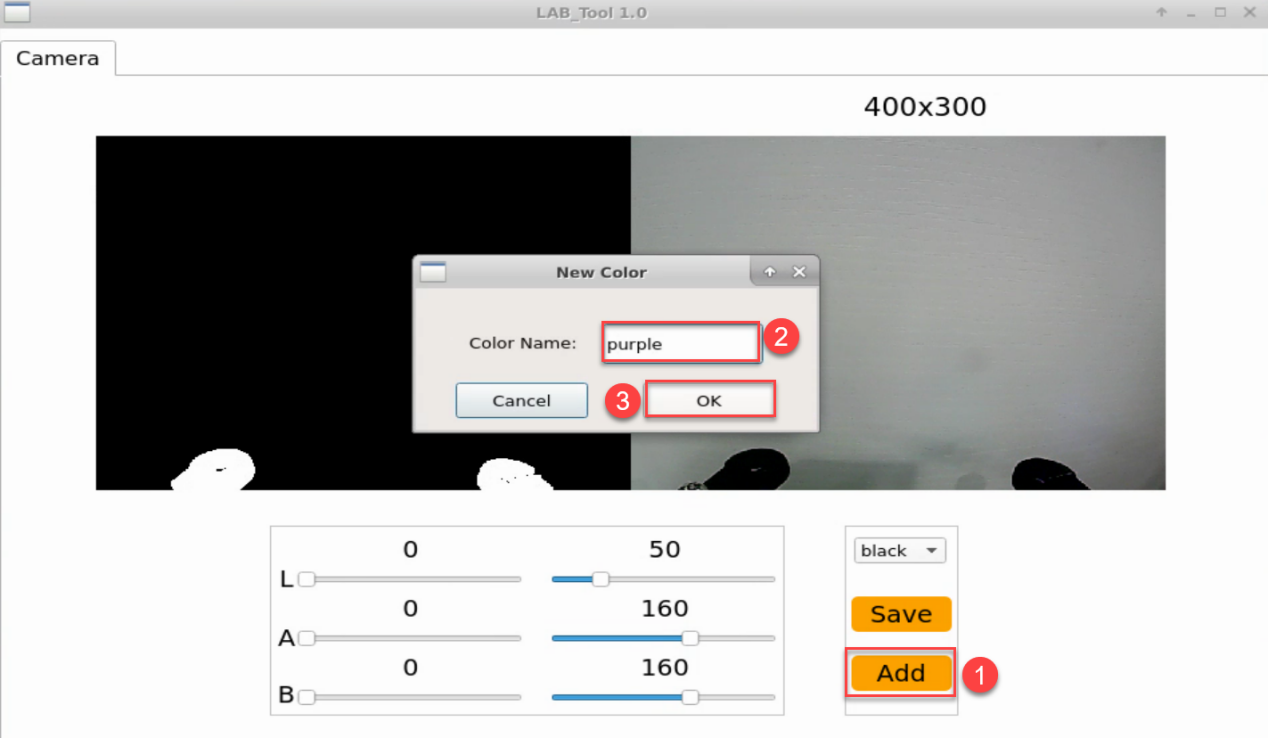 LAB_Tool 1.0
Camera
400x300
New Color
Color Name:
purple
2
Cancel
3
OK
0
50
L
0
160
A
0
160
B
black
Save
Add
1